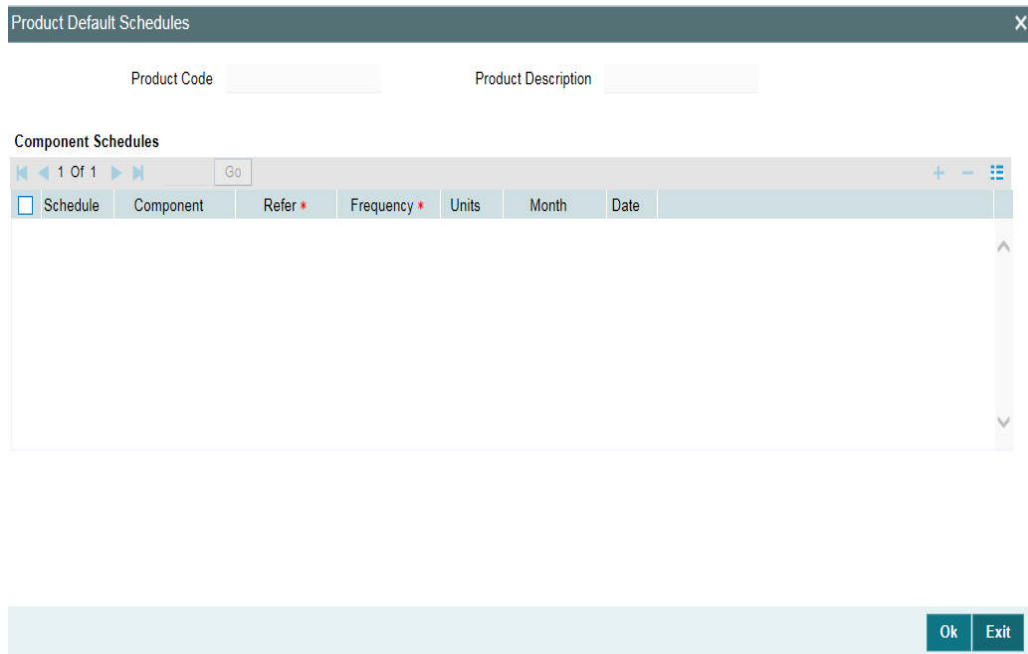 Product Default Schedules X
Product Code Product Description
Component Schedules
1 Of 1 Go
Schedule Component Refer * Frequency * Units Month Date
Ok Exit